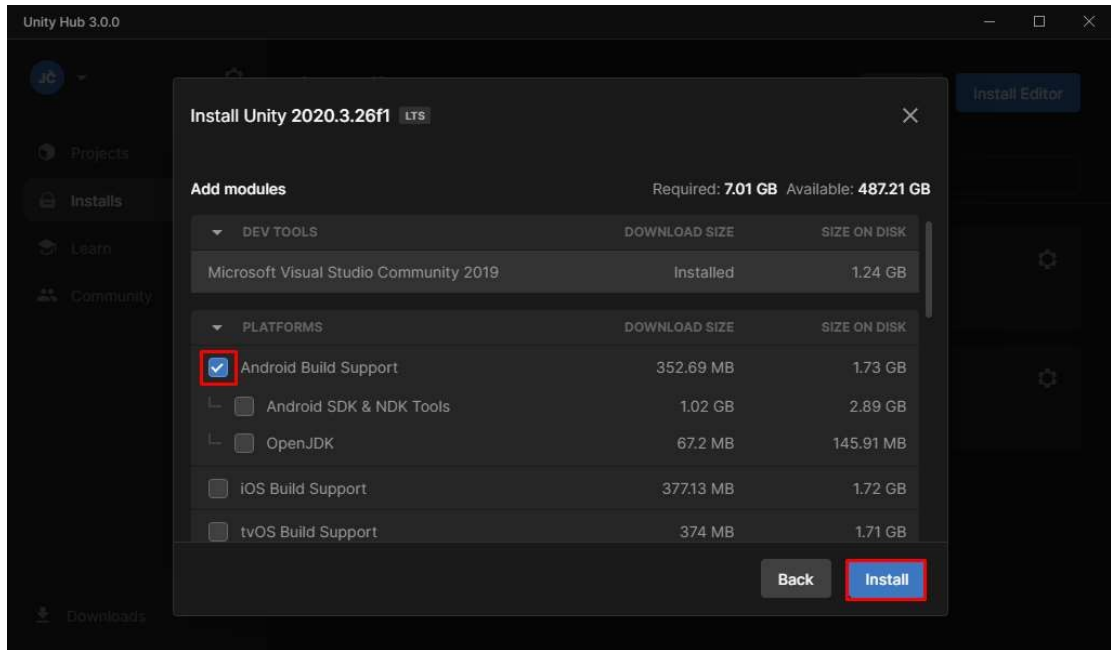 Unity Hub 3.0.0
JČ
Install Editor
Install Unity 2020.3.26f1 LTS
Projects
Add modules Required: 7.01 GB Available: 487.21 GB
Installs
DEV TOOLS DOWNLOAD SIZE SIZE ON DISK
Learn
Microsoft Visual Studio Community 2019 Installed 1.24 GB
Community
PLATFORMS DOWNLOAD SIZE SIZE ON DISK
Android Build Support 352.69 MB 1.73 GB
Android SDK & NDK Tools 1.02 GB 2.89 GB
OpenJDK 67.2 MB 145.91 MB
iOS Build Support 377.13 MB 1.72 GB
tvOS Build Support 374 MB 1.71 GB
Back Install
Downloads